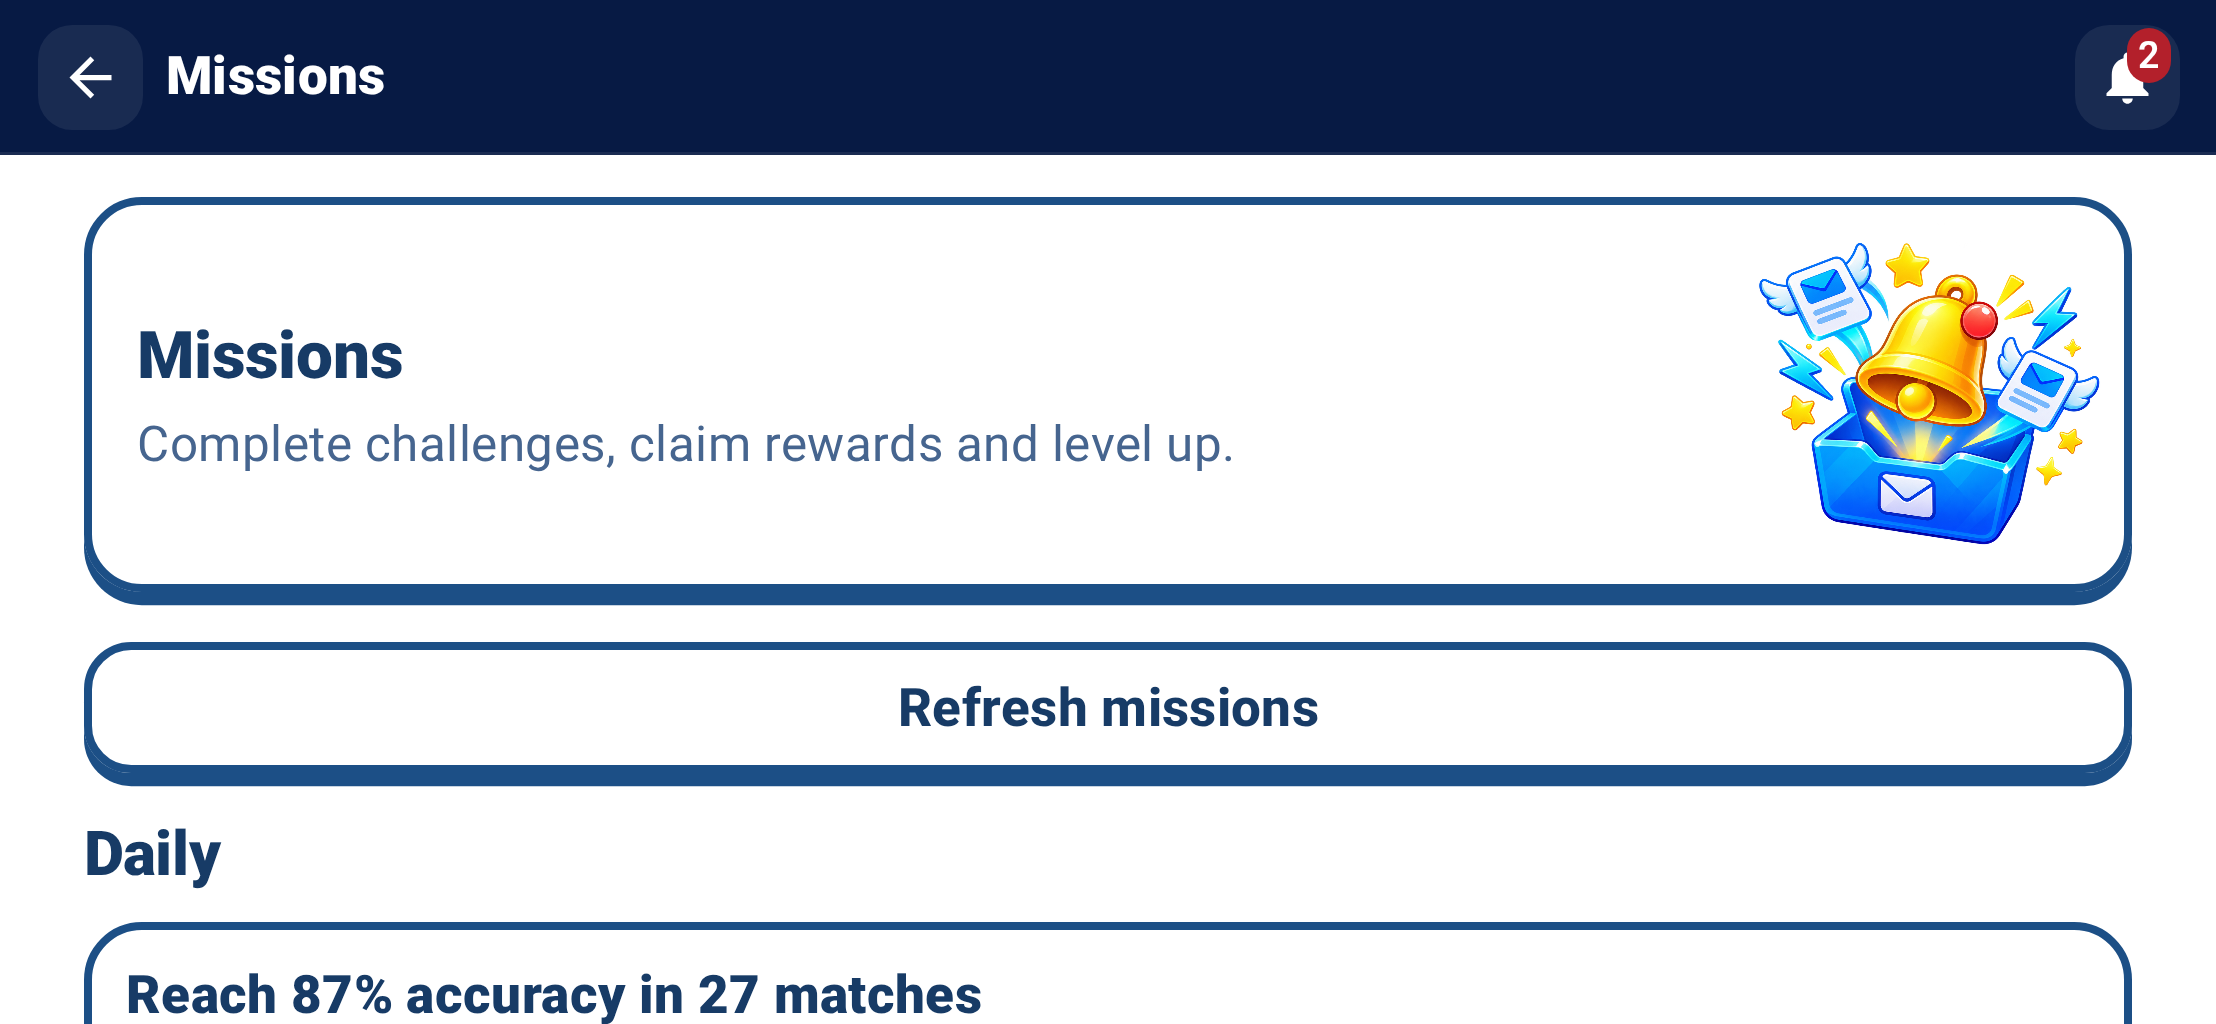 Missions
2
Missions
Complete challenges, claim rewards and level up.
Refresh missions
Daily
Reach 87% accuracy in 27 matches